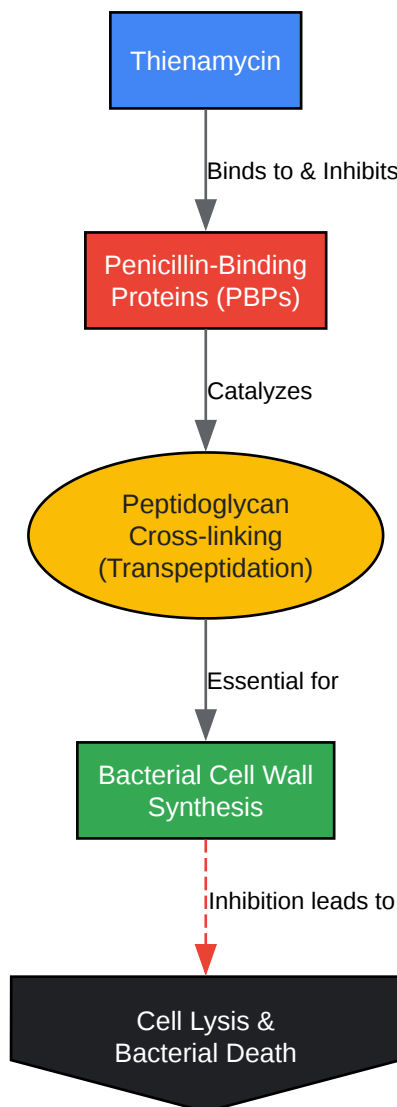 Thienamycin
Binds to & Inhibits
Penicillin-Binding
Proteins (PBPs)
Catalyzes
Peptidoglycan
Cross-linking
(Transpeptidation)
Essential for
Bacterial Cell Wall
Synthesis
Inhibition leads to
Cell Lysis &
Bacterial Death